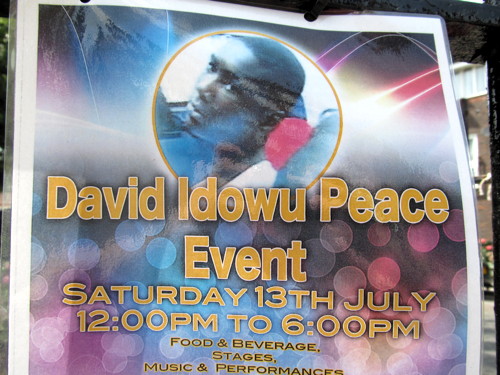 David Idowu Peace
Event
SATURDAY 13TH JULY
12:00PM TO 6:00PM
FOOD & BEVERAGE,
STAGES,
MUSIC & PERFORMANCES